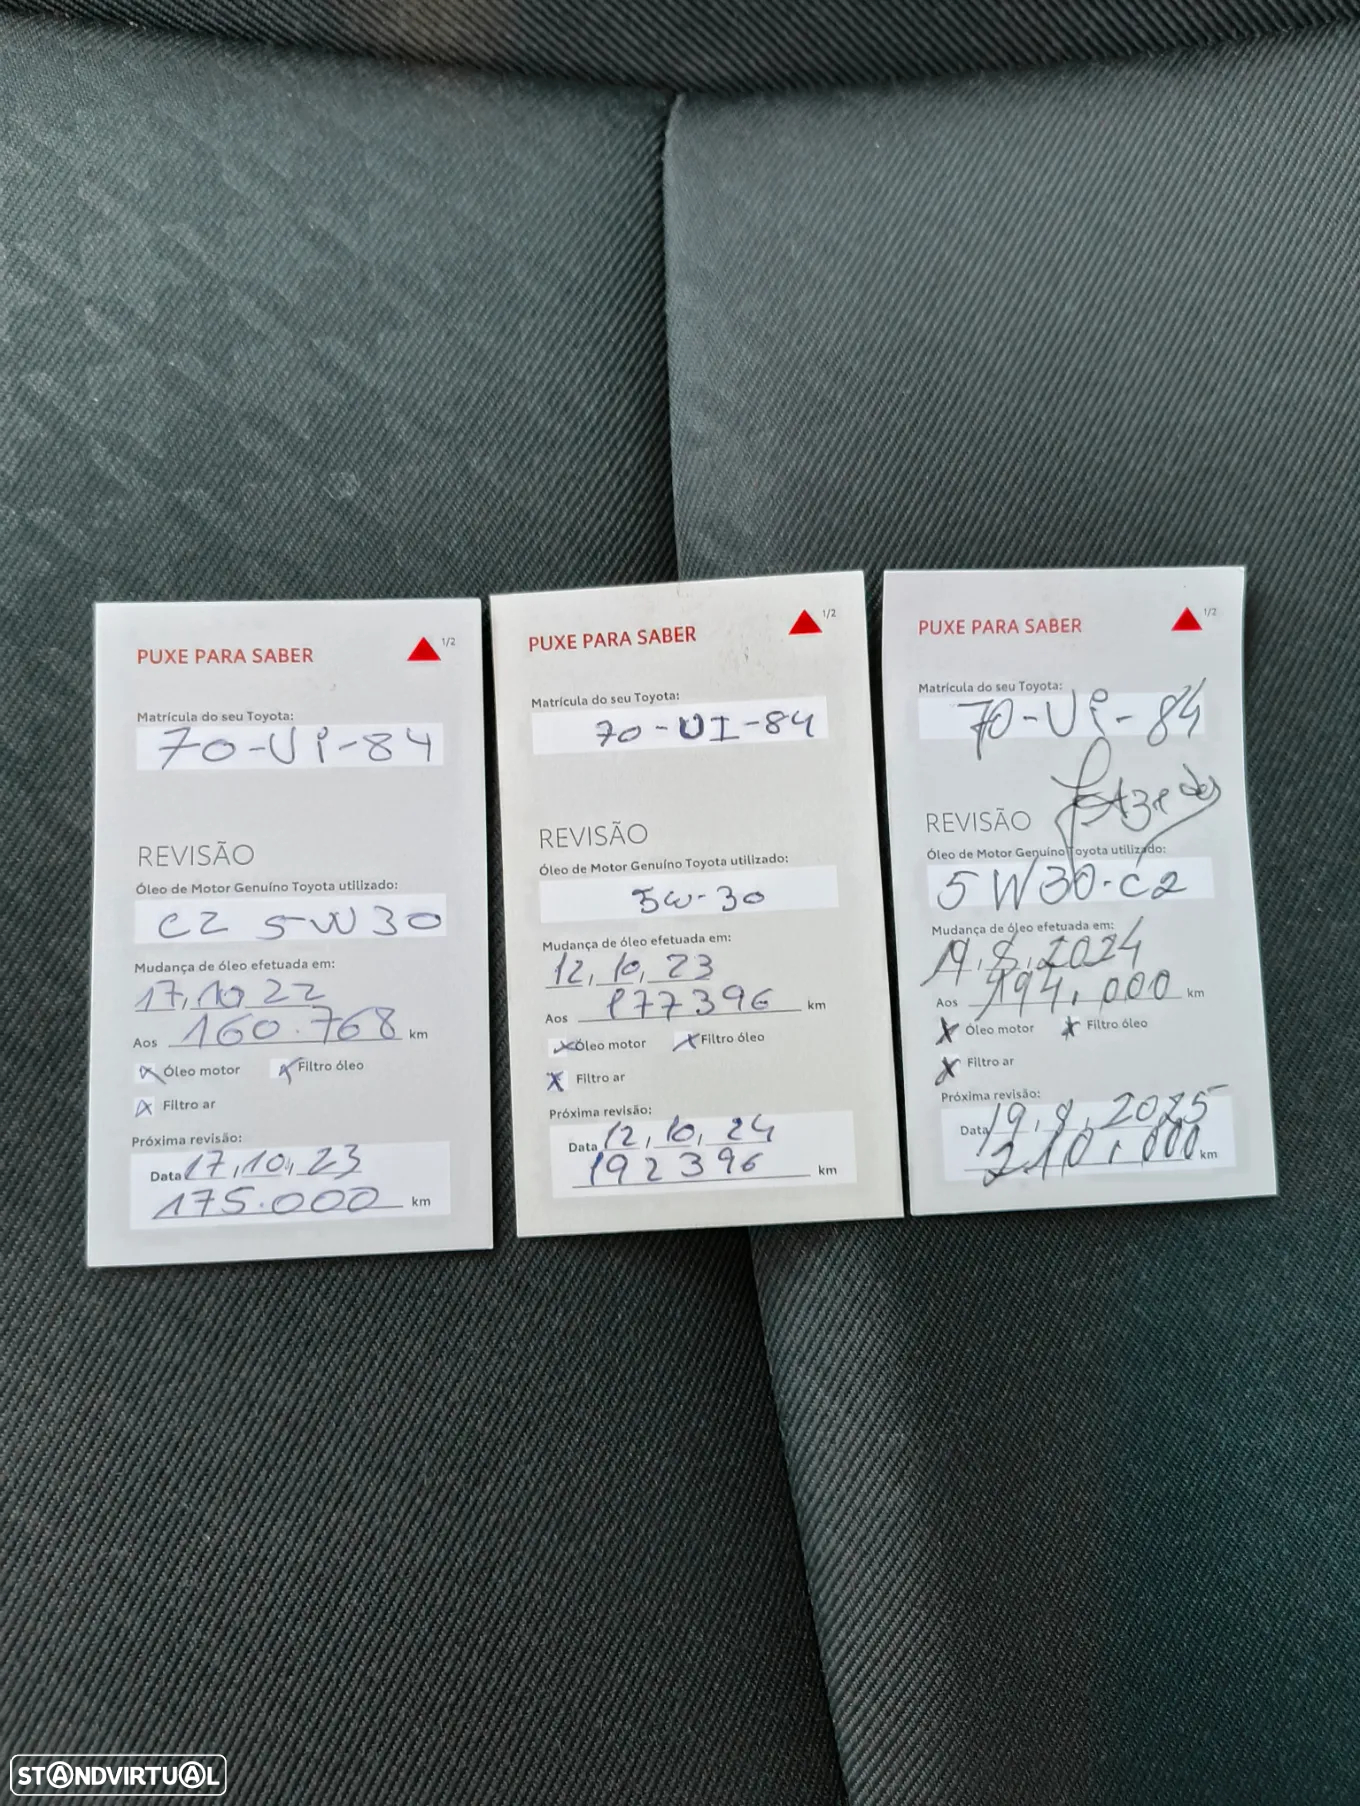 PUXE PARA SABER
1/2
Matrícula do seu Toyota:
70-Ui-84
REVISÃO
Óleo de Motor Genuíno Toyota utilizado:
C2 5W30
Mudança de óleo efetuada em:
17,10 22
Aos 160.768 km
Óleo motor Filtro óleo
Filtro ar
Próxima revisão:
Data 17,10,23
175.000 km
PUXE PARA SABER
1/2
Matrícula do seu Toyota:
70-UI-84
REVISÃO
Óleo de Motor Genuíno Toyota utilizado:
5W-30
Mudança de óleo efetuada em:
12,10,23
Aos 177396 km
Óleo motor Filtro óleo
Filtro ar
Próxima revisão:
Data 12,10,24
192396 km
PUXE PARA SABER
1/2
Matrícula do seu Toyota:
70-Ui-84
REVISÃO
Óleo de Motor Genuíno Toyota utilizado:
5W30-C2
Mudança de óleo efetuada em:
19,8,2024
Aos 194.000 km
Óleo motor Filtro óleo
Filtro ar
Próxima revisão:
Data 19,8,2025
210.000 km
STANDVIRTUAL